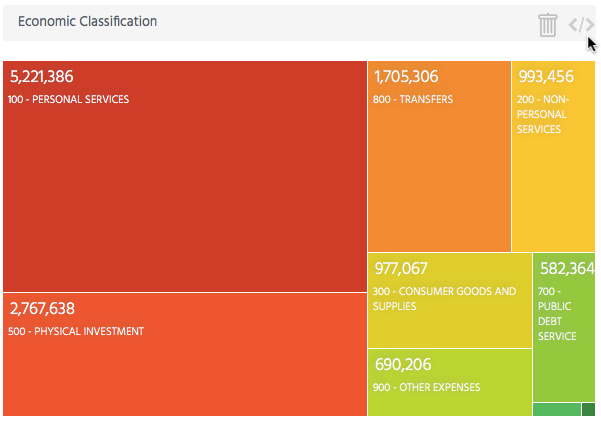 Economic Classification
5,221,386
100 - PERSONAL SERVICES
2,767,638
500 - PHYSICAL INVESTMENT
1,705,306
800 - TRANSFERS
993,456
200 - NON-
PERSONAL
SERVICES
977,067
300 - CONSUMER GOODS AND
SUPPLIES
690,206
900 - OTHER EXPENSES
582,364
700 -
PUBLIC
DEBT
SERVICE